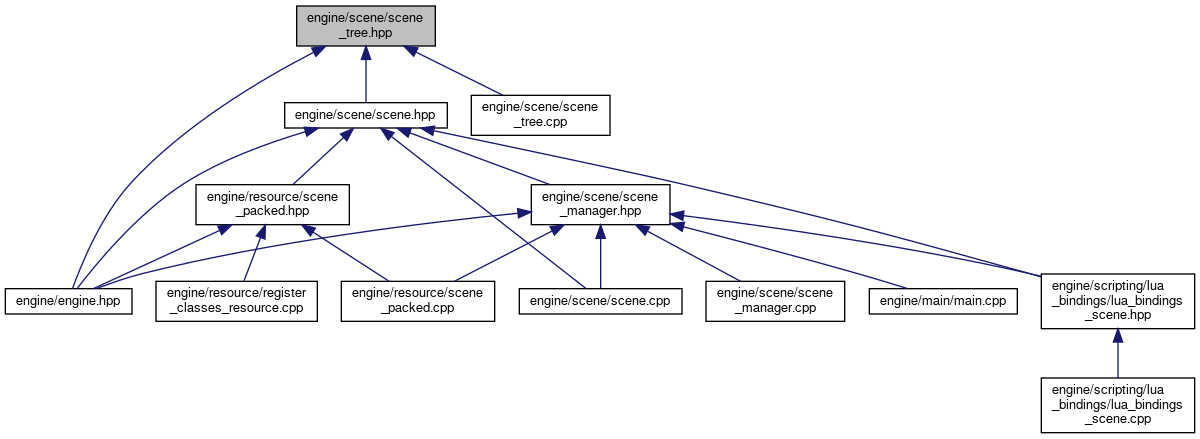 engine/scene/scene
_tree.hpp
engine/scene/scene.hpp
engine/scene/scene
_tree.cpp
engine/resource/scene
_packed.hpp
engine/scene/scene
_manager.hpp
engine/engine.hpp
engine/resource/register
_classes_resource.cpp
engine/resource/scene
_packed.cpp
engine/scene/scene.cpp
engine/scene/scene
_manager.cpp
engine/main/main.cpp
engine/scripting/lua
_bindings/lua_bindings
_scene.hpp
engine/scripting/lua
_bindings/lua_bindings
_scene.cpp